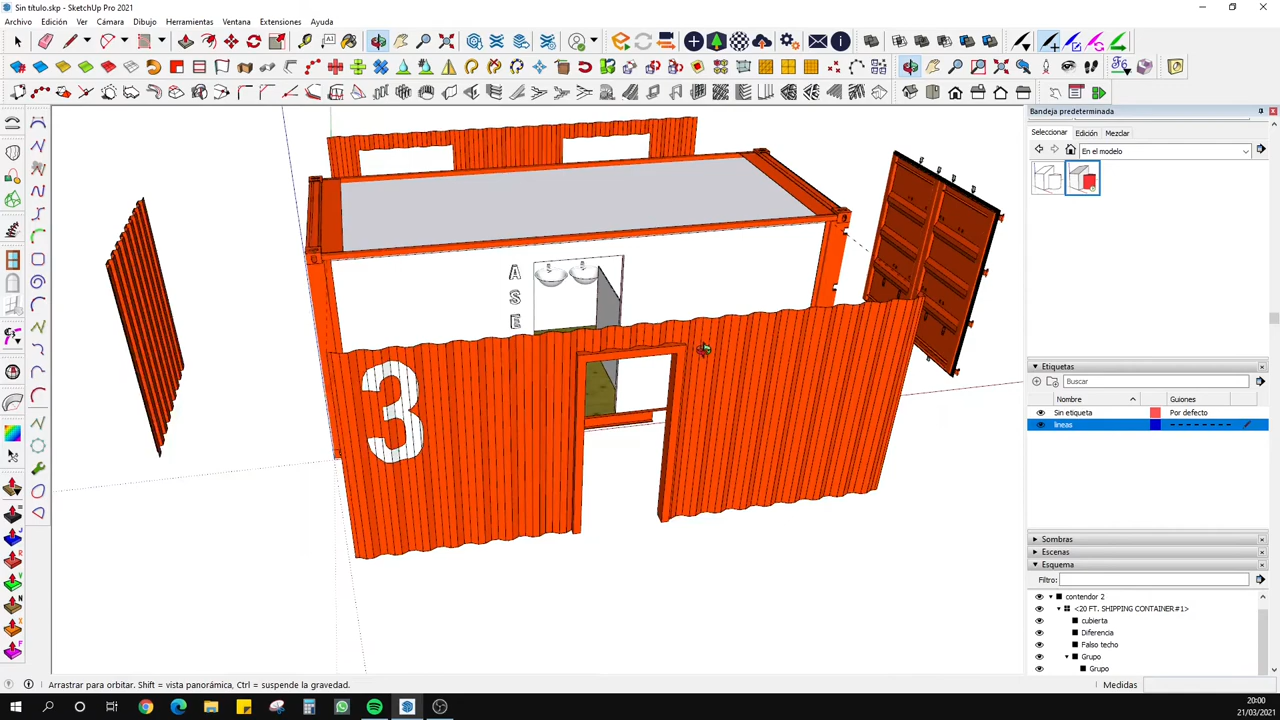 Sin título.skp - SketchUp Pro 2021
Archivo Edición Ver Cámara Dibujo Herramientas Ventana Extensiones Ayuda
Bandeja predeterminada
Seleccionar Edición Mezclar
En el modelo
A
S
E
3
Etiquetas
Buscar
Nombre Guiones
Sin etiqueta Por defecto
lineas
Sombras
Escenas
Esquema
Filtro:
contendor 2
<20 FT. SHIPPING CONTAINER#1>
cubierta
Diferencia
Falso techo
Grupo
Grupo
Arrastrar para orbitar. Shift = vista panorámica, Ctrl = suspende la gravedad.
Medidas
20:00
21/03/2021